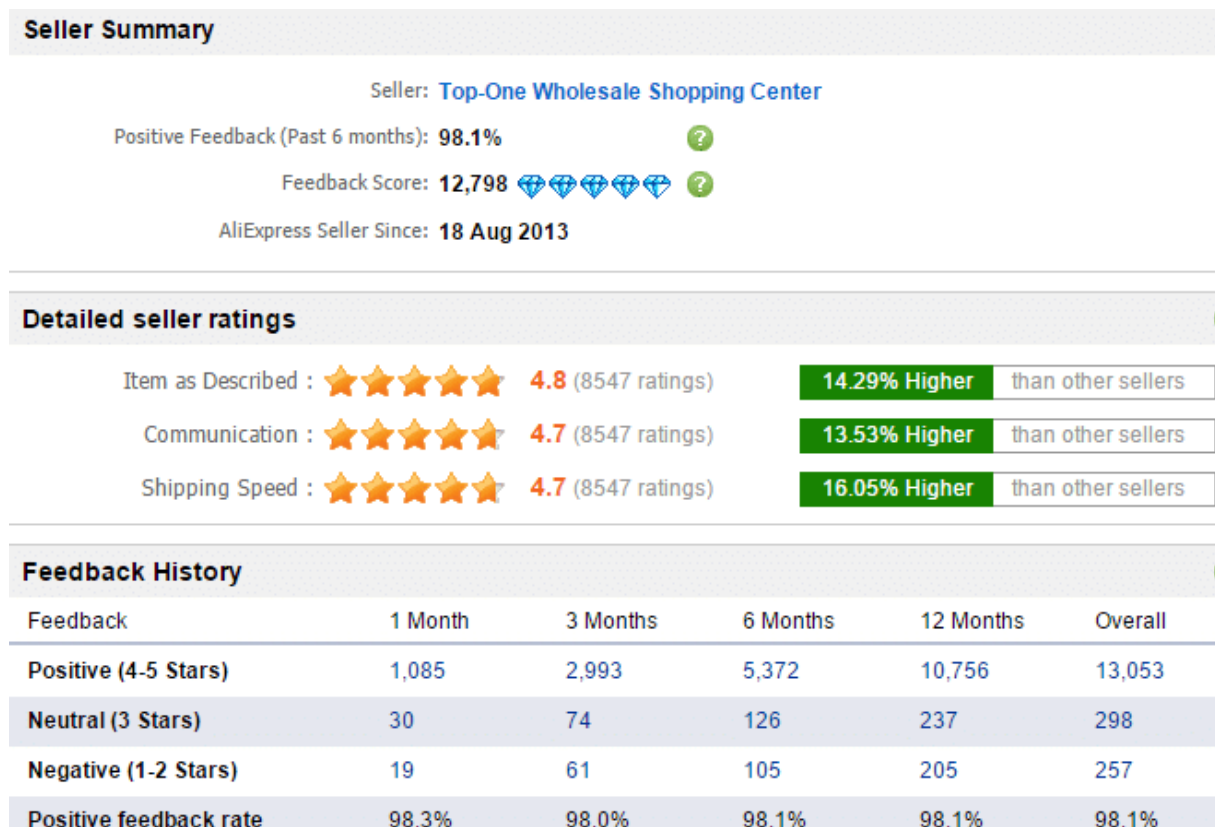 Seller Summary
Seller: Top-One Wholesale Shopping Center
Positive Feedback (Past 6 months): 98.1% ?
Feedback Score: 12,798 ?
AliExpress Seller Since: 18 Aug 2013
Detailed seller ratings
Item as Described : 4.8 (8547 ratings) 14.29% Higher than other sellers
Communication : 4.7 (8547 ratings) 13.53% Higher than other sellers
Shipping Speed : 4.7 (8547 ratings) 16.05% Higher than other sellers
Feedback History
Feedback 1 Month 3 Months 6 Months 12 Months Overall
Positive (4-5 Stars) 1,085 2,993 5,372 10,756 13,053
Neutral (3 Stars) 30 74 126 237 298
Negative (1-2 Stars) 19 61 105 205 257
Positive feedback rate 98.3% 98.0% 98.1% 98.1% 98.1%